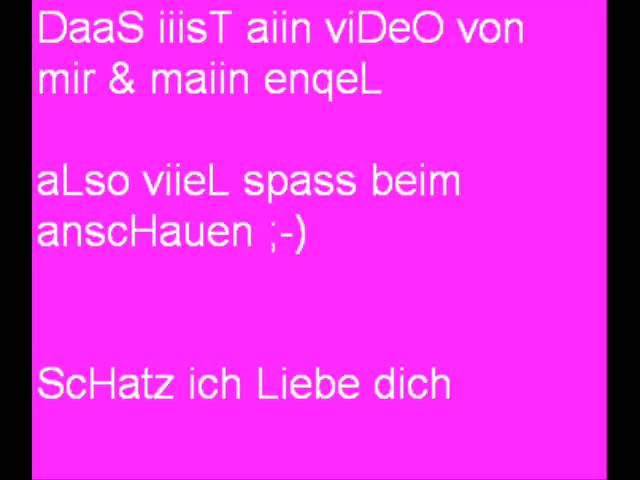 DaaS iiisT aiin viDeO von
mir & maiin enqeL
aLso viieL spass beim
anscHauen ;-)
ScHatz ich Liebe dich